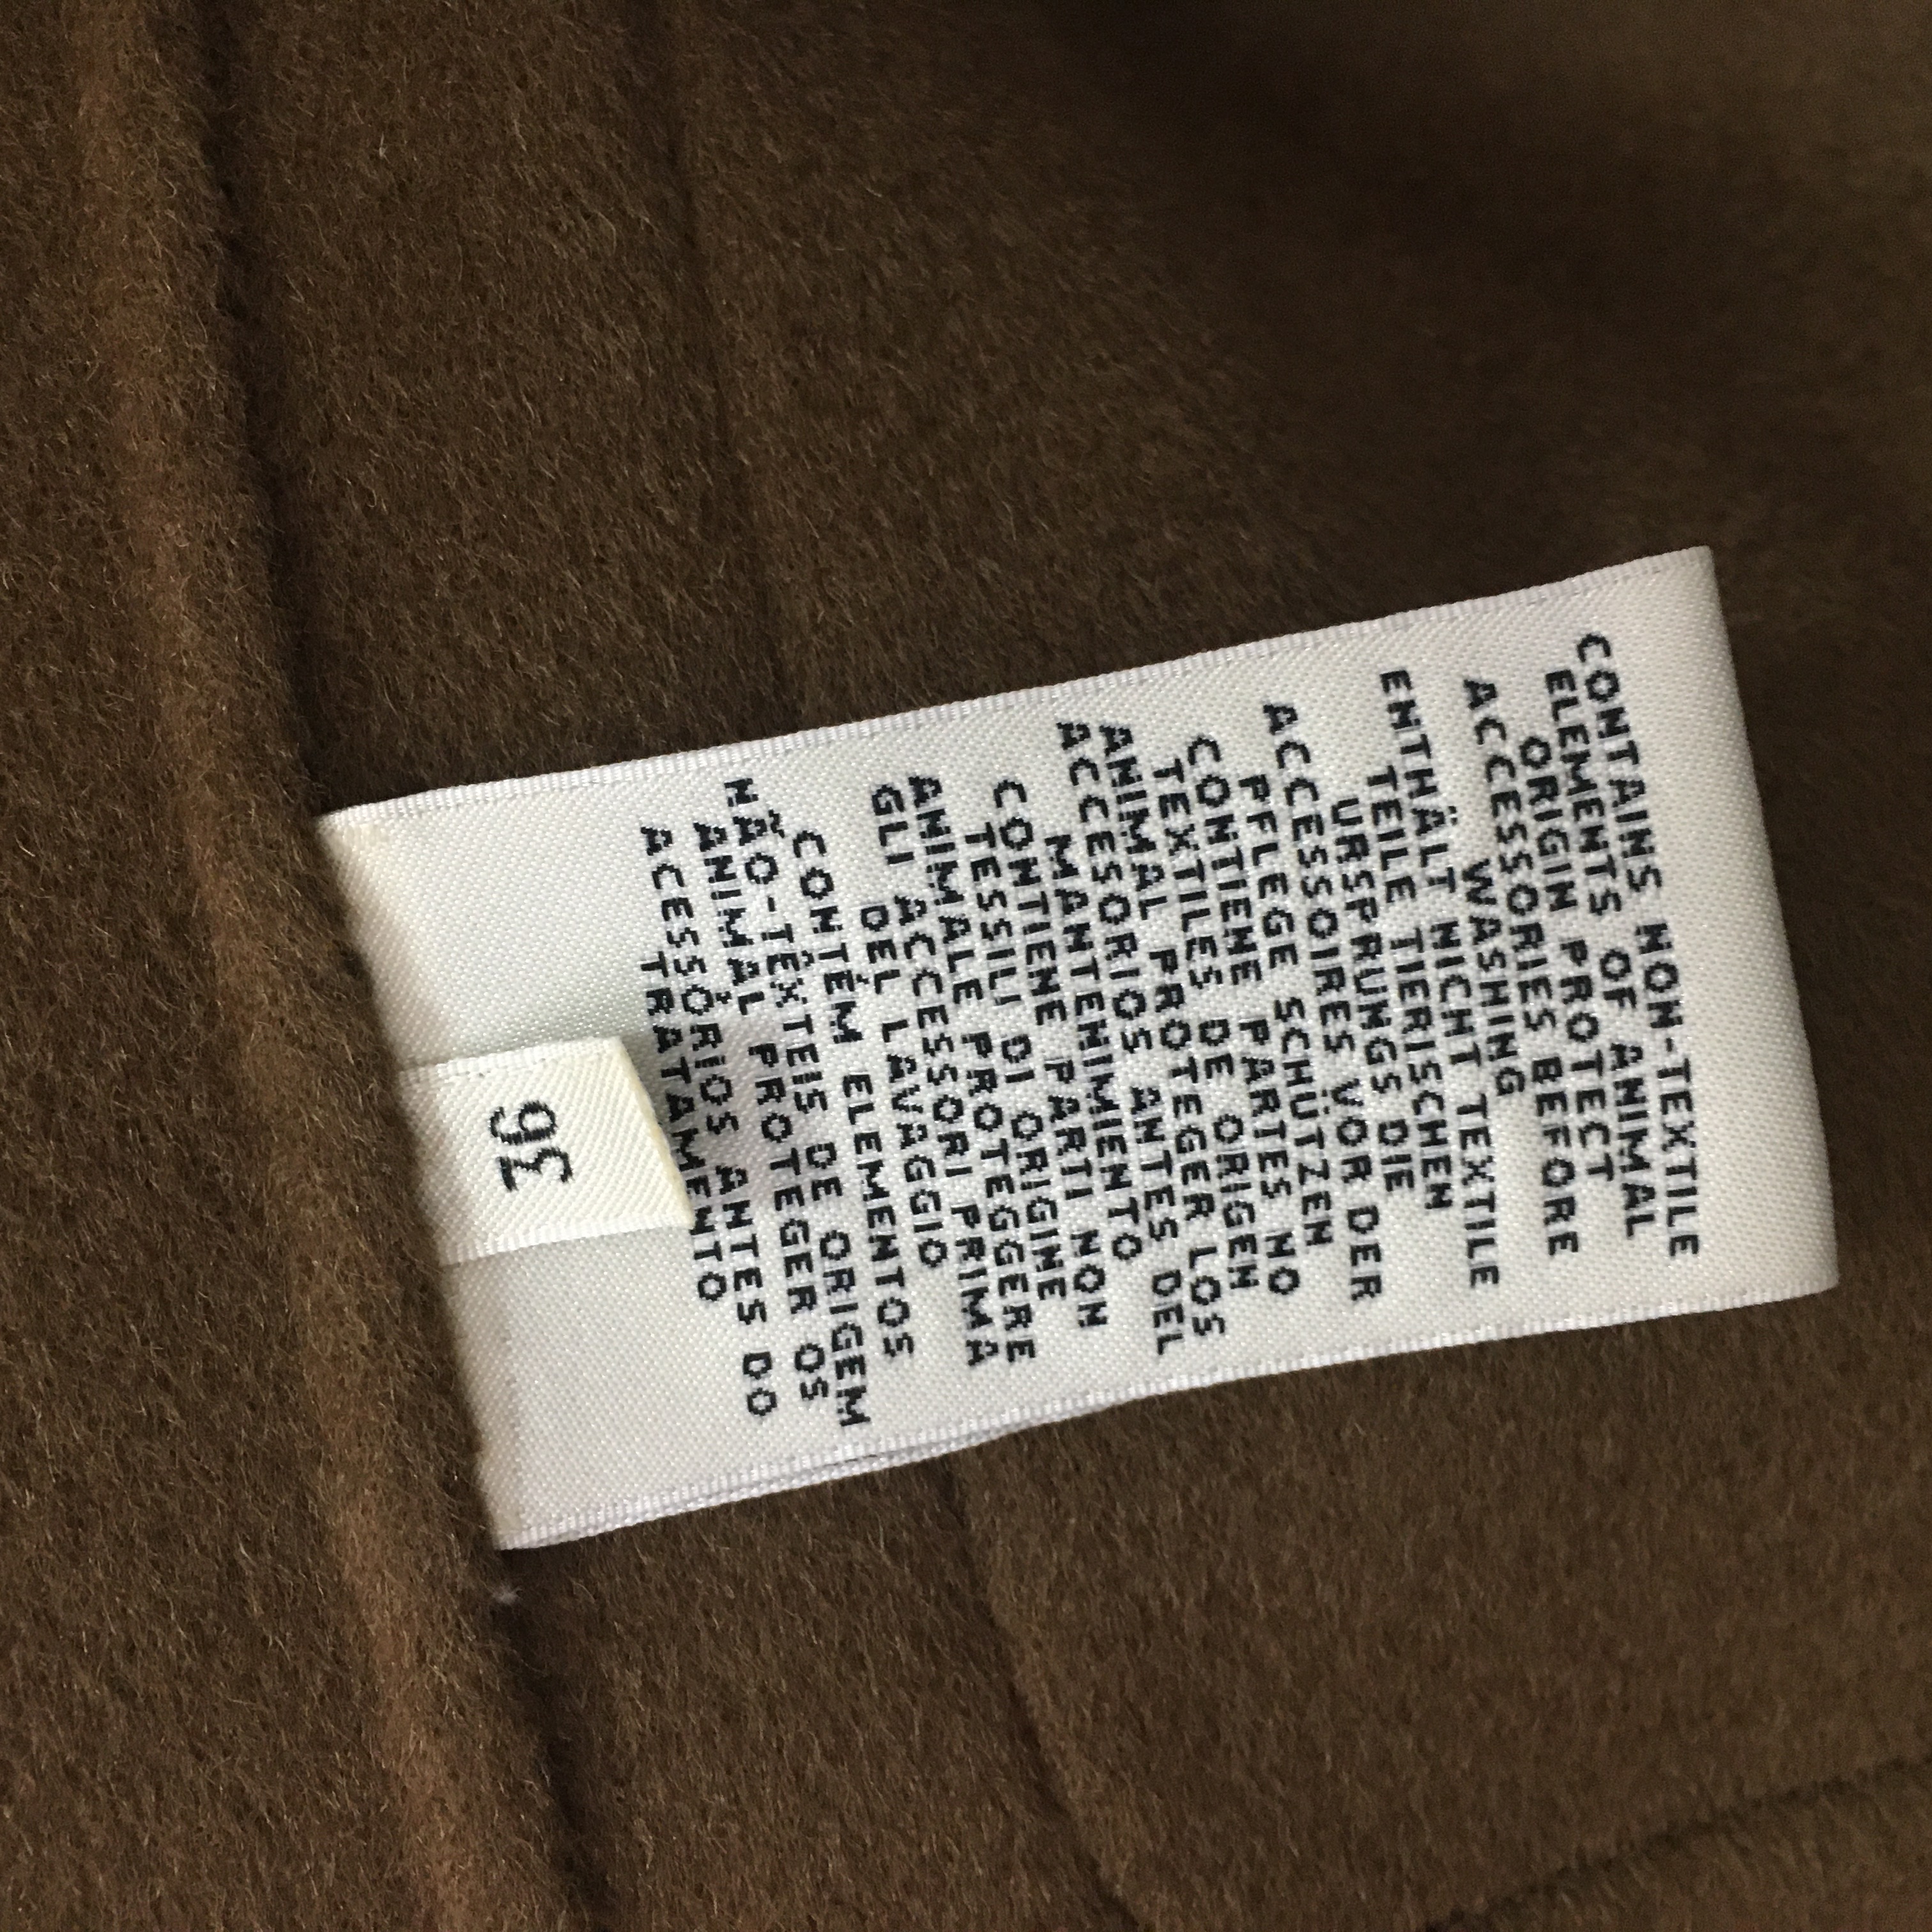 CONTAINS NON-TEXTILE
ELEMENTS OF ANIMAL
ORIGIN PROTECT
ACCESSORIES BEFORE
WASHING
ENTHÄLT NICHT TEXTILE
TEILE TIERISCHEN
URSPRUNGS DIE
ACCESSOIRES VOR DER
PFLEGE SCHÜTZEN
CONTIENE PARTES NO
TEXTILES DE ORIGEN
ANIMAL PROTEGER LOS
ACCESORIOS ANTES DEL
MANTENIMIENTO
CONTIENE PARTI NON
TESSILI DI ORIGINE
ANIMALE PROTEGGERE
GLI ACCESSORI PRIMA
DEL LAVAGGIO
CONTÉM ELEMENTOS
NÃO-TÊXTEIS DE ORIGEM
ANIMAL PROTEGER OS
ACESSÓRIOS ANTES DO
TRATAMENTO
36